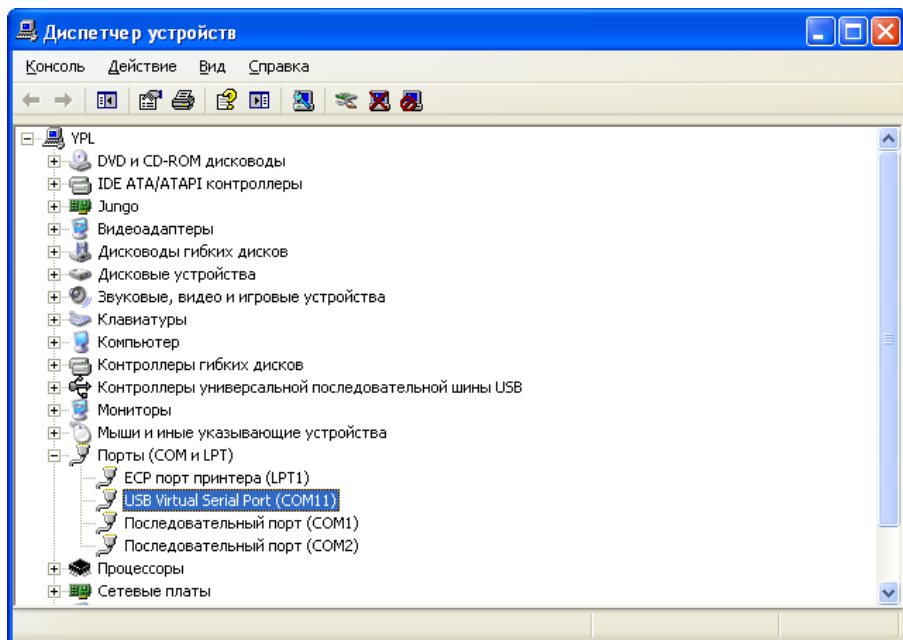 Диспетчер устройств
Консоль Действие Вид Справка
YPL
DVD и CD-ROM дисководы
IDE ATA/ATAPI контроллеры
Jungo
Видеоадаптеры
Дисководы гибких дисков
Дисковые устройства
Звуковые, видео и игровые устройства
Клавиатуры
Компьютер
Контроллеры гибких дисков
Контроллеры универсальной последовательной шины USB
Мониторы
Мыши и иные указывающие устройства
Порты (COM и LPT)
ECP порт принтера (LPT1)
USB Virtual Serial Port (COM11)
Последовательный порт (COM1)
Последовательный порт (COM2)
Процессоры
Сетевые платы